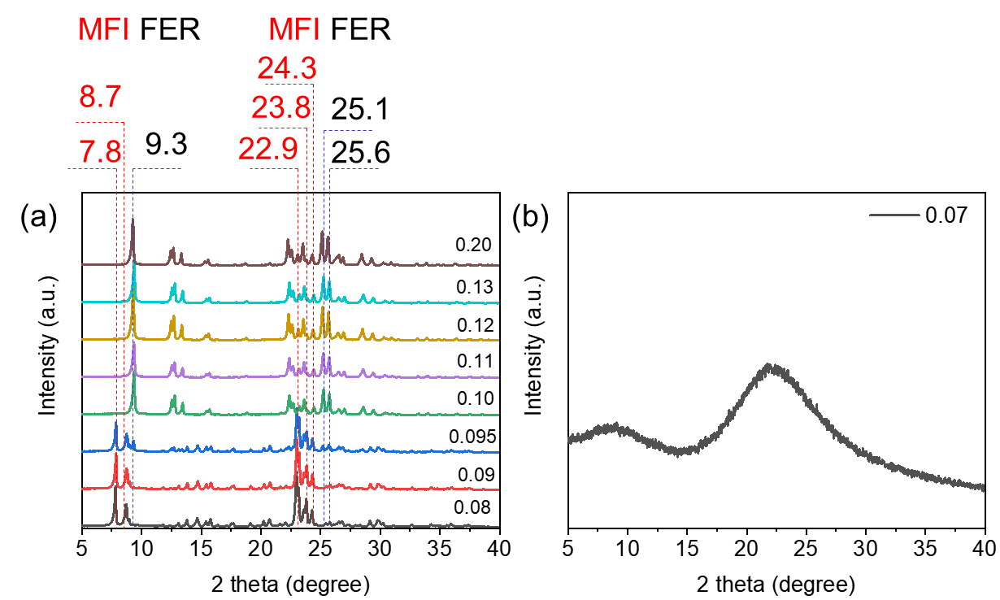 MFI FER MFI FER
24.3
8.7 23.8 25.1
7.8 9.3 22.9 25.6
(a) (b)
0.07
0.20
0.13
0.12
0.11
0.10
0.095
0.09
0.08
Intensity (a.u.) Intensity (a.u.)
5 10 15 20 25 30 35 40 5 10 15 20 25 30 35 40
2 theta (degree) 2 theta (degree)